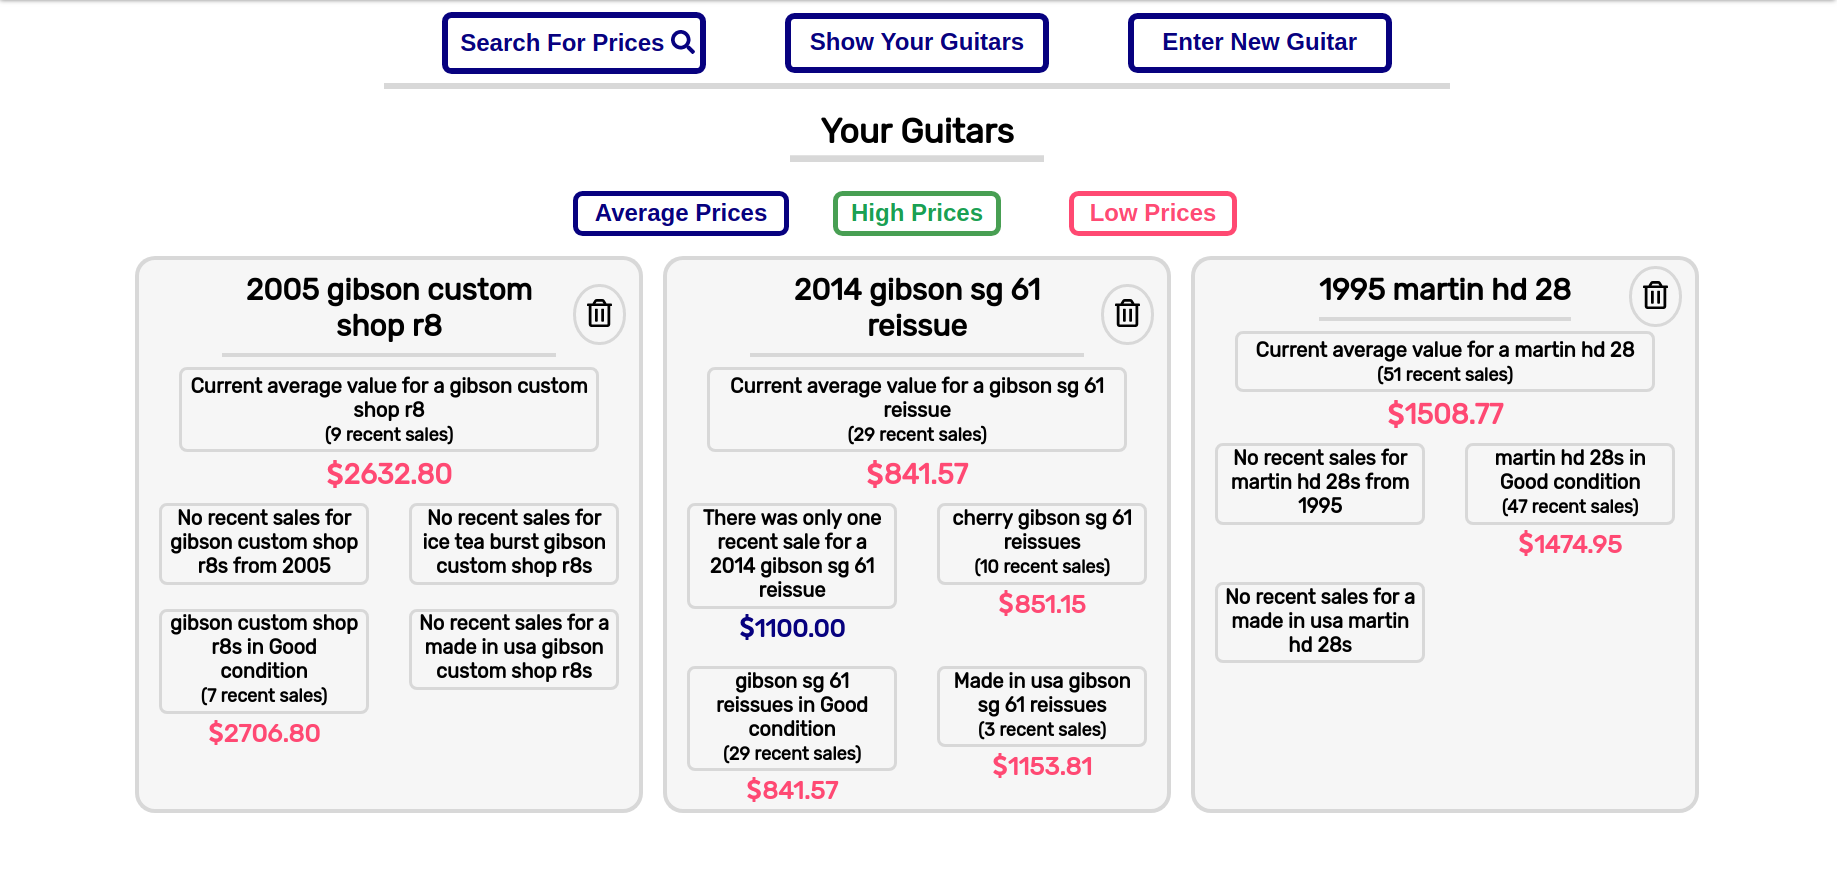 Search For Prices
Show Your Guitars
Enter New Guitar
Your Guitars
Average Prices
High Prices
Low Prices
2005 gibson custom
shop r8
Current average value for a gibson custom
shop r8
(9 recent sales)
$2632.80
No recent sales for
gibson custom shop
r8s from 2005
No recent sales for
ice tea burst gibson
custom shop r8s
gibson custom shop
r8s in Good
condition
(7 recent sales)
$2706.80
No recent sales for a
made in usa gibson
custom shop r8s
2014 gibson sg 61
reissue
Current average value for a gibson sg 61
reissue
(29 recent sales)
$841.57
There was only one
recent sale for a
2014 gibson sg 61
reissue
$1100.00
cherry gibson sg 61
reissues
(10 recent sales)
$851.15
gibson sg 61
reissues in Good
condition
(29 recent sales)
$841.57
Made in usa gibson
sg 61 reissues
(3 recent sales)
$1153.81
1995 martin hd 28
Current average value for a martin hd 28
(51 recent sales)
$1508.77
No recent sales for
martin hd 28s from
1995
martin hd 28s in
Good condition
(47 recent sales)
$1474.95
No recent sales for a
made in usa martin
hd 28s